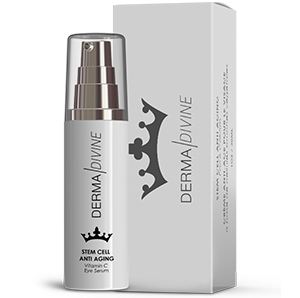 DERMA/DIVINE
STEM CELL
ANTI AGING
Vitamin C
Eye Serum
DERMA/DIVINE
STEM CELL ANTI AGING